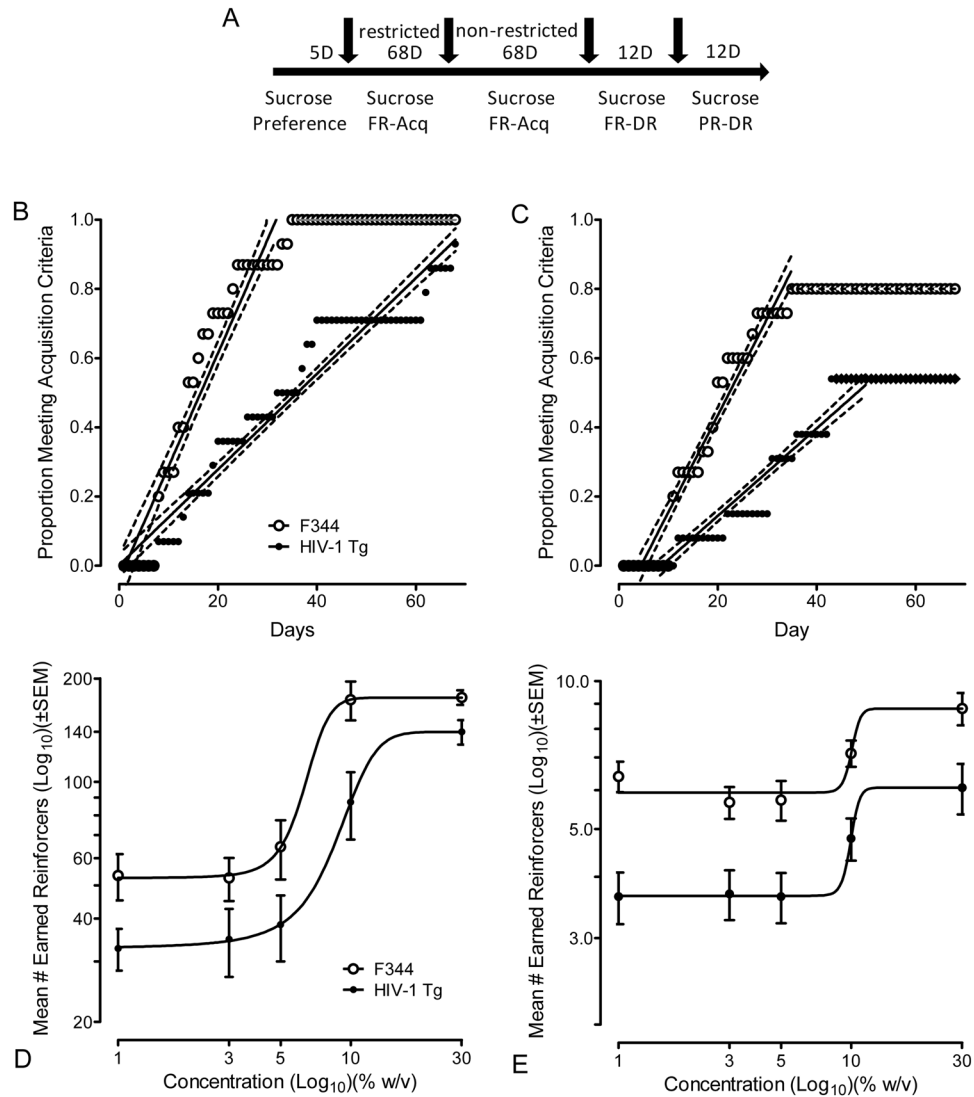 A
restricted non-restricted
5D 68D 68D 12D 12D
Sucrose Sucrose Sucrose Sucrose Sucrose
Preference FR-Acq FR-Acq FR-DR PR-DR
B
Proportion Meeting Acquisition Criteria
1.0
0.8
0.6
0.4
0.2
0.0
F344
HIV-1 Tg
0 20 40 60
Days
C
Proportion Meeting Acquisition Criteria
1.0
0.8
0.6
0.4
0.2
0.0
0 20 40 60
Day
Mean # Earned Reinforcers (Log10)(±SEM)
200
140
100
60
40
20
F344
HIV-1 Tg
1 3 5 10 30
D
Concentration (Log10)(% w/v)
Mean # Earned Reinforcers (Log10)(±SEM)
10.0
5.0
3.0
1 3 5 10 30
E
Concentration (Log10)(% w/v)